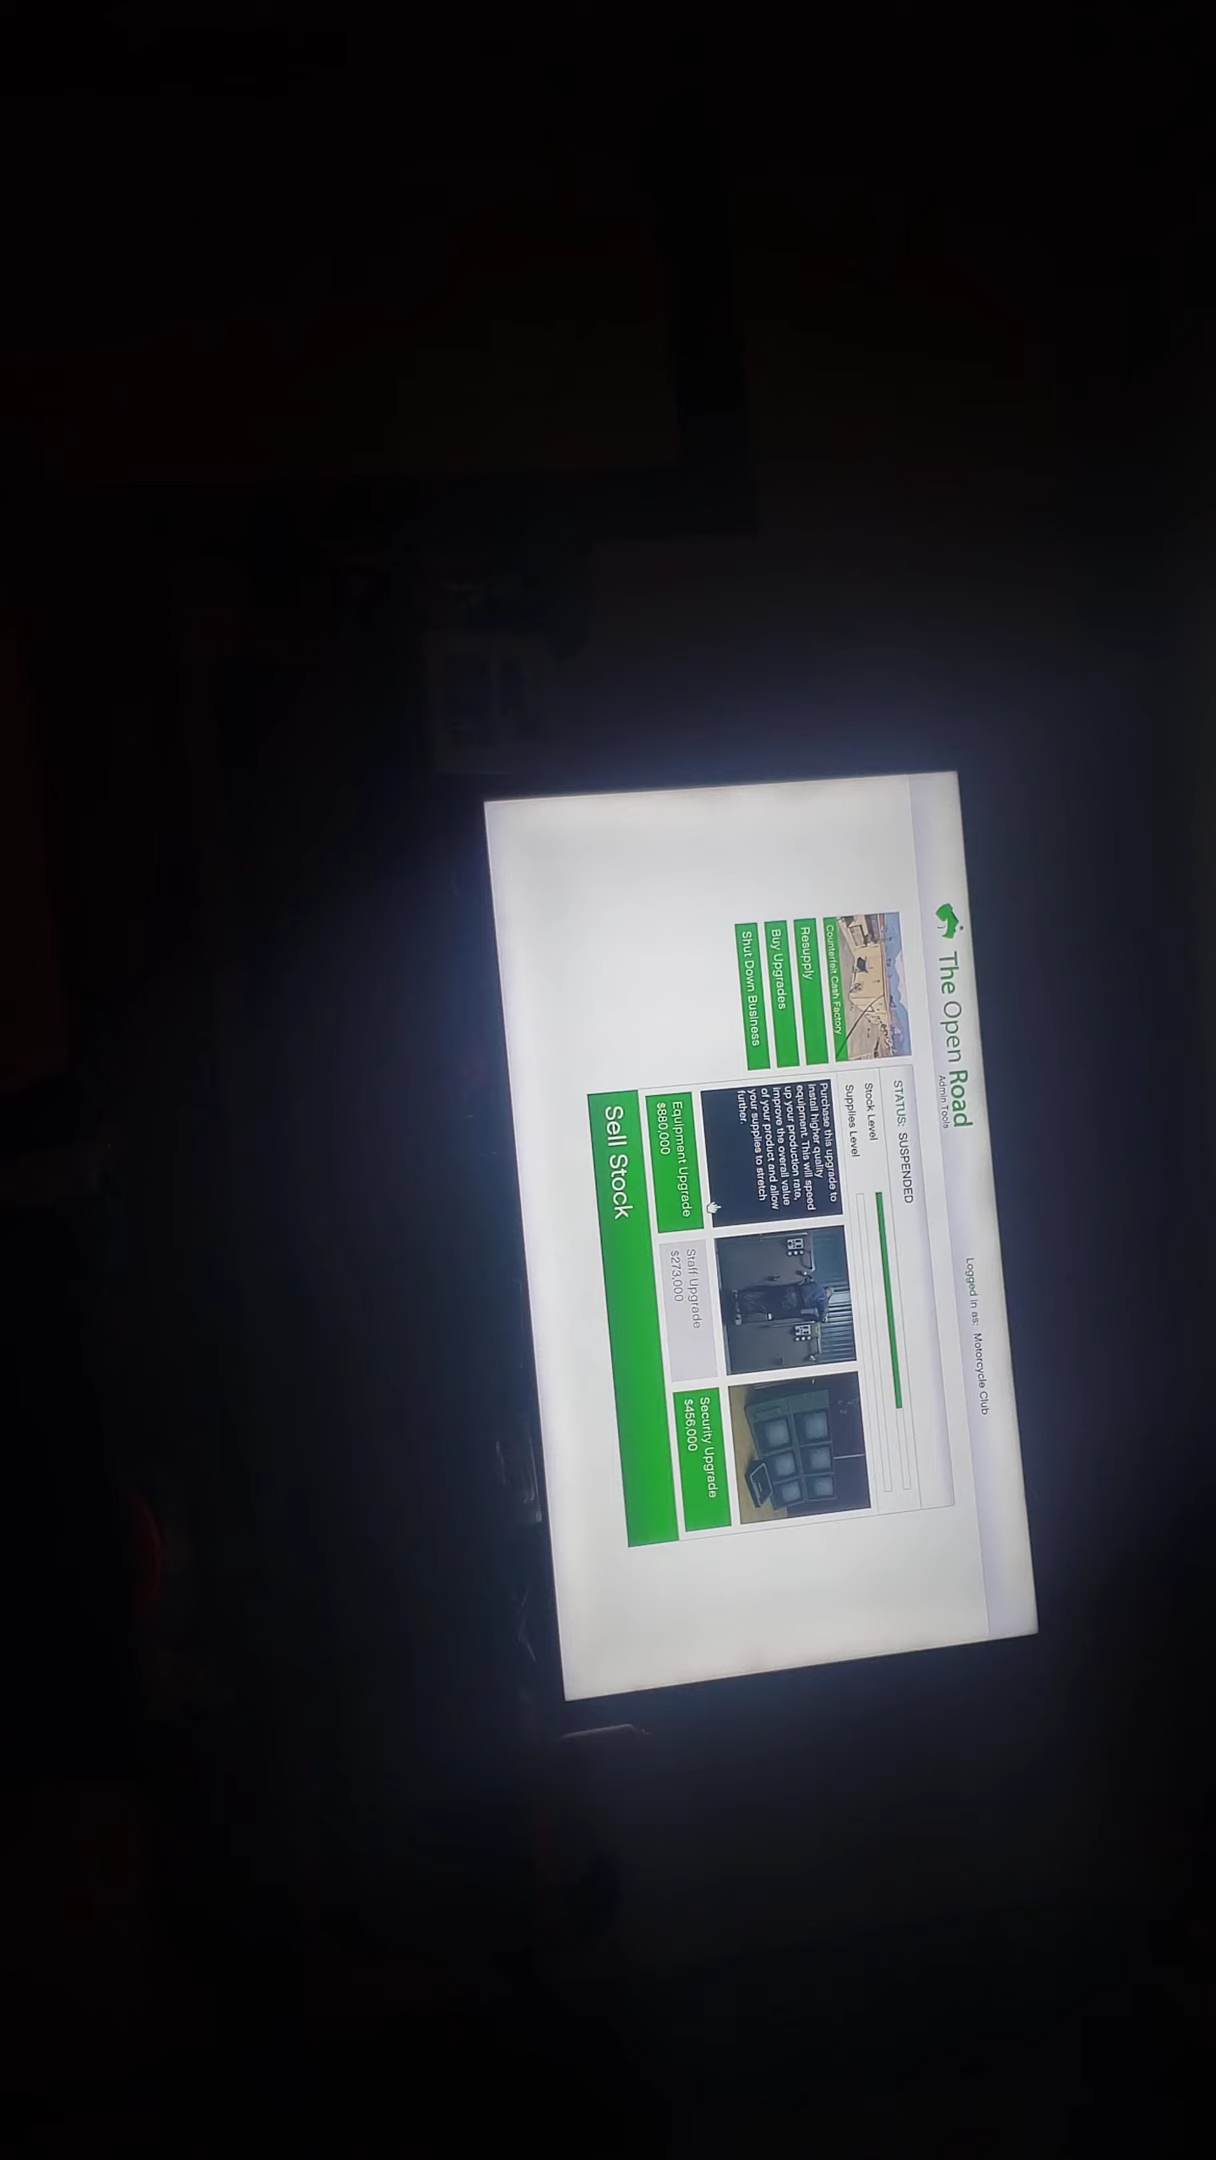 The Open Road
Admin Tools
Logged in as: Motorcycle Club
Counterfeit Cash Factory
Resupply
Buy Upgrades
Shut Down Business
STATUS: SUSPENDED
Stock Level
Supplies Level
Purchase this upgrade to
install higher quality
equipment. This will speed
up your production rate,
improve the overall value
of your product and allow
your supplies to stretch
further.
Equipment Upgrade
$880,000
Staff Upgrade
$273,000
Security Upgrade
$456,000
Sell Stock